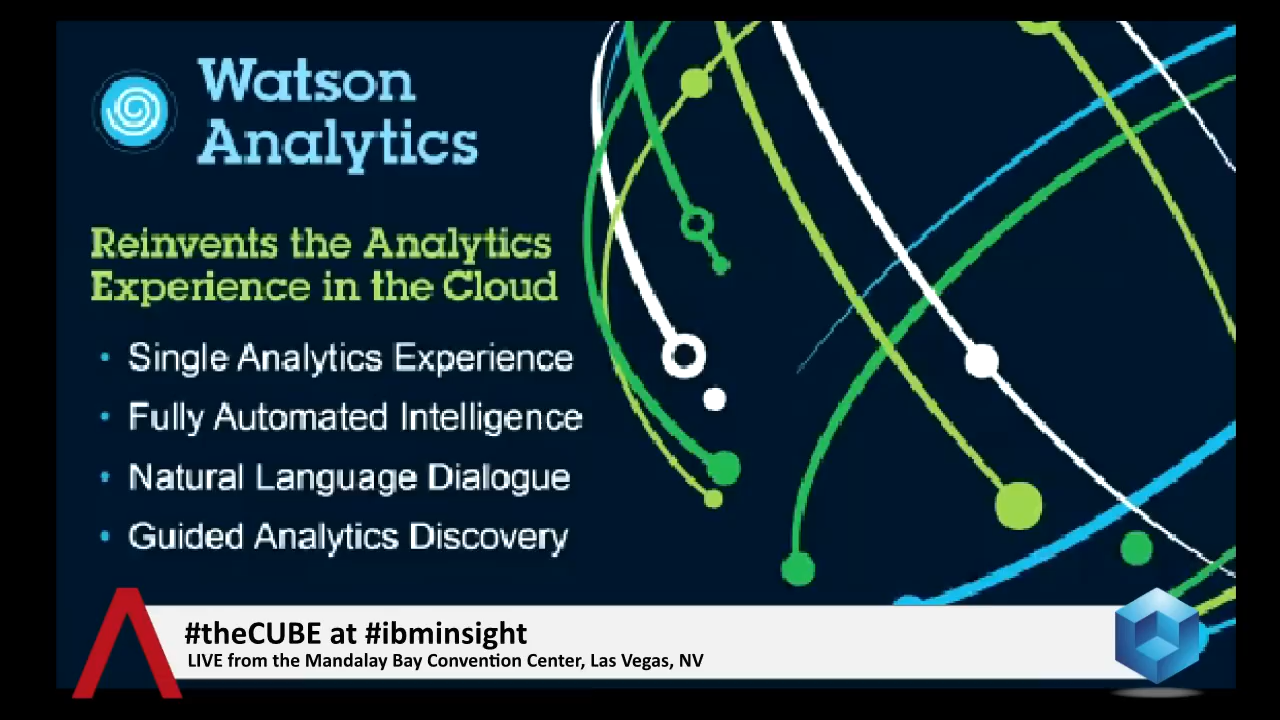 Watson
Analytics
Reinvents the Analytics
Experience in the Cloud
• Single Analytics Experience
• Fully Automated Intelligence
• Natural Language Dialogue
• Guided Analytics Discovery
#theCUBE at #ibminsight
LIVE from the Mandalay Bay Convention Center, Las Vegas, NV